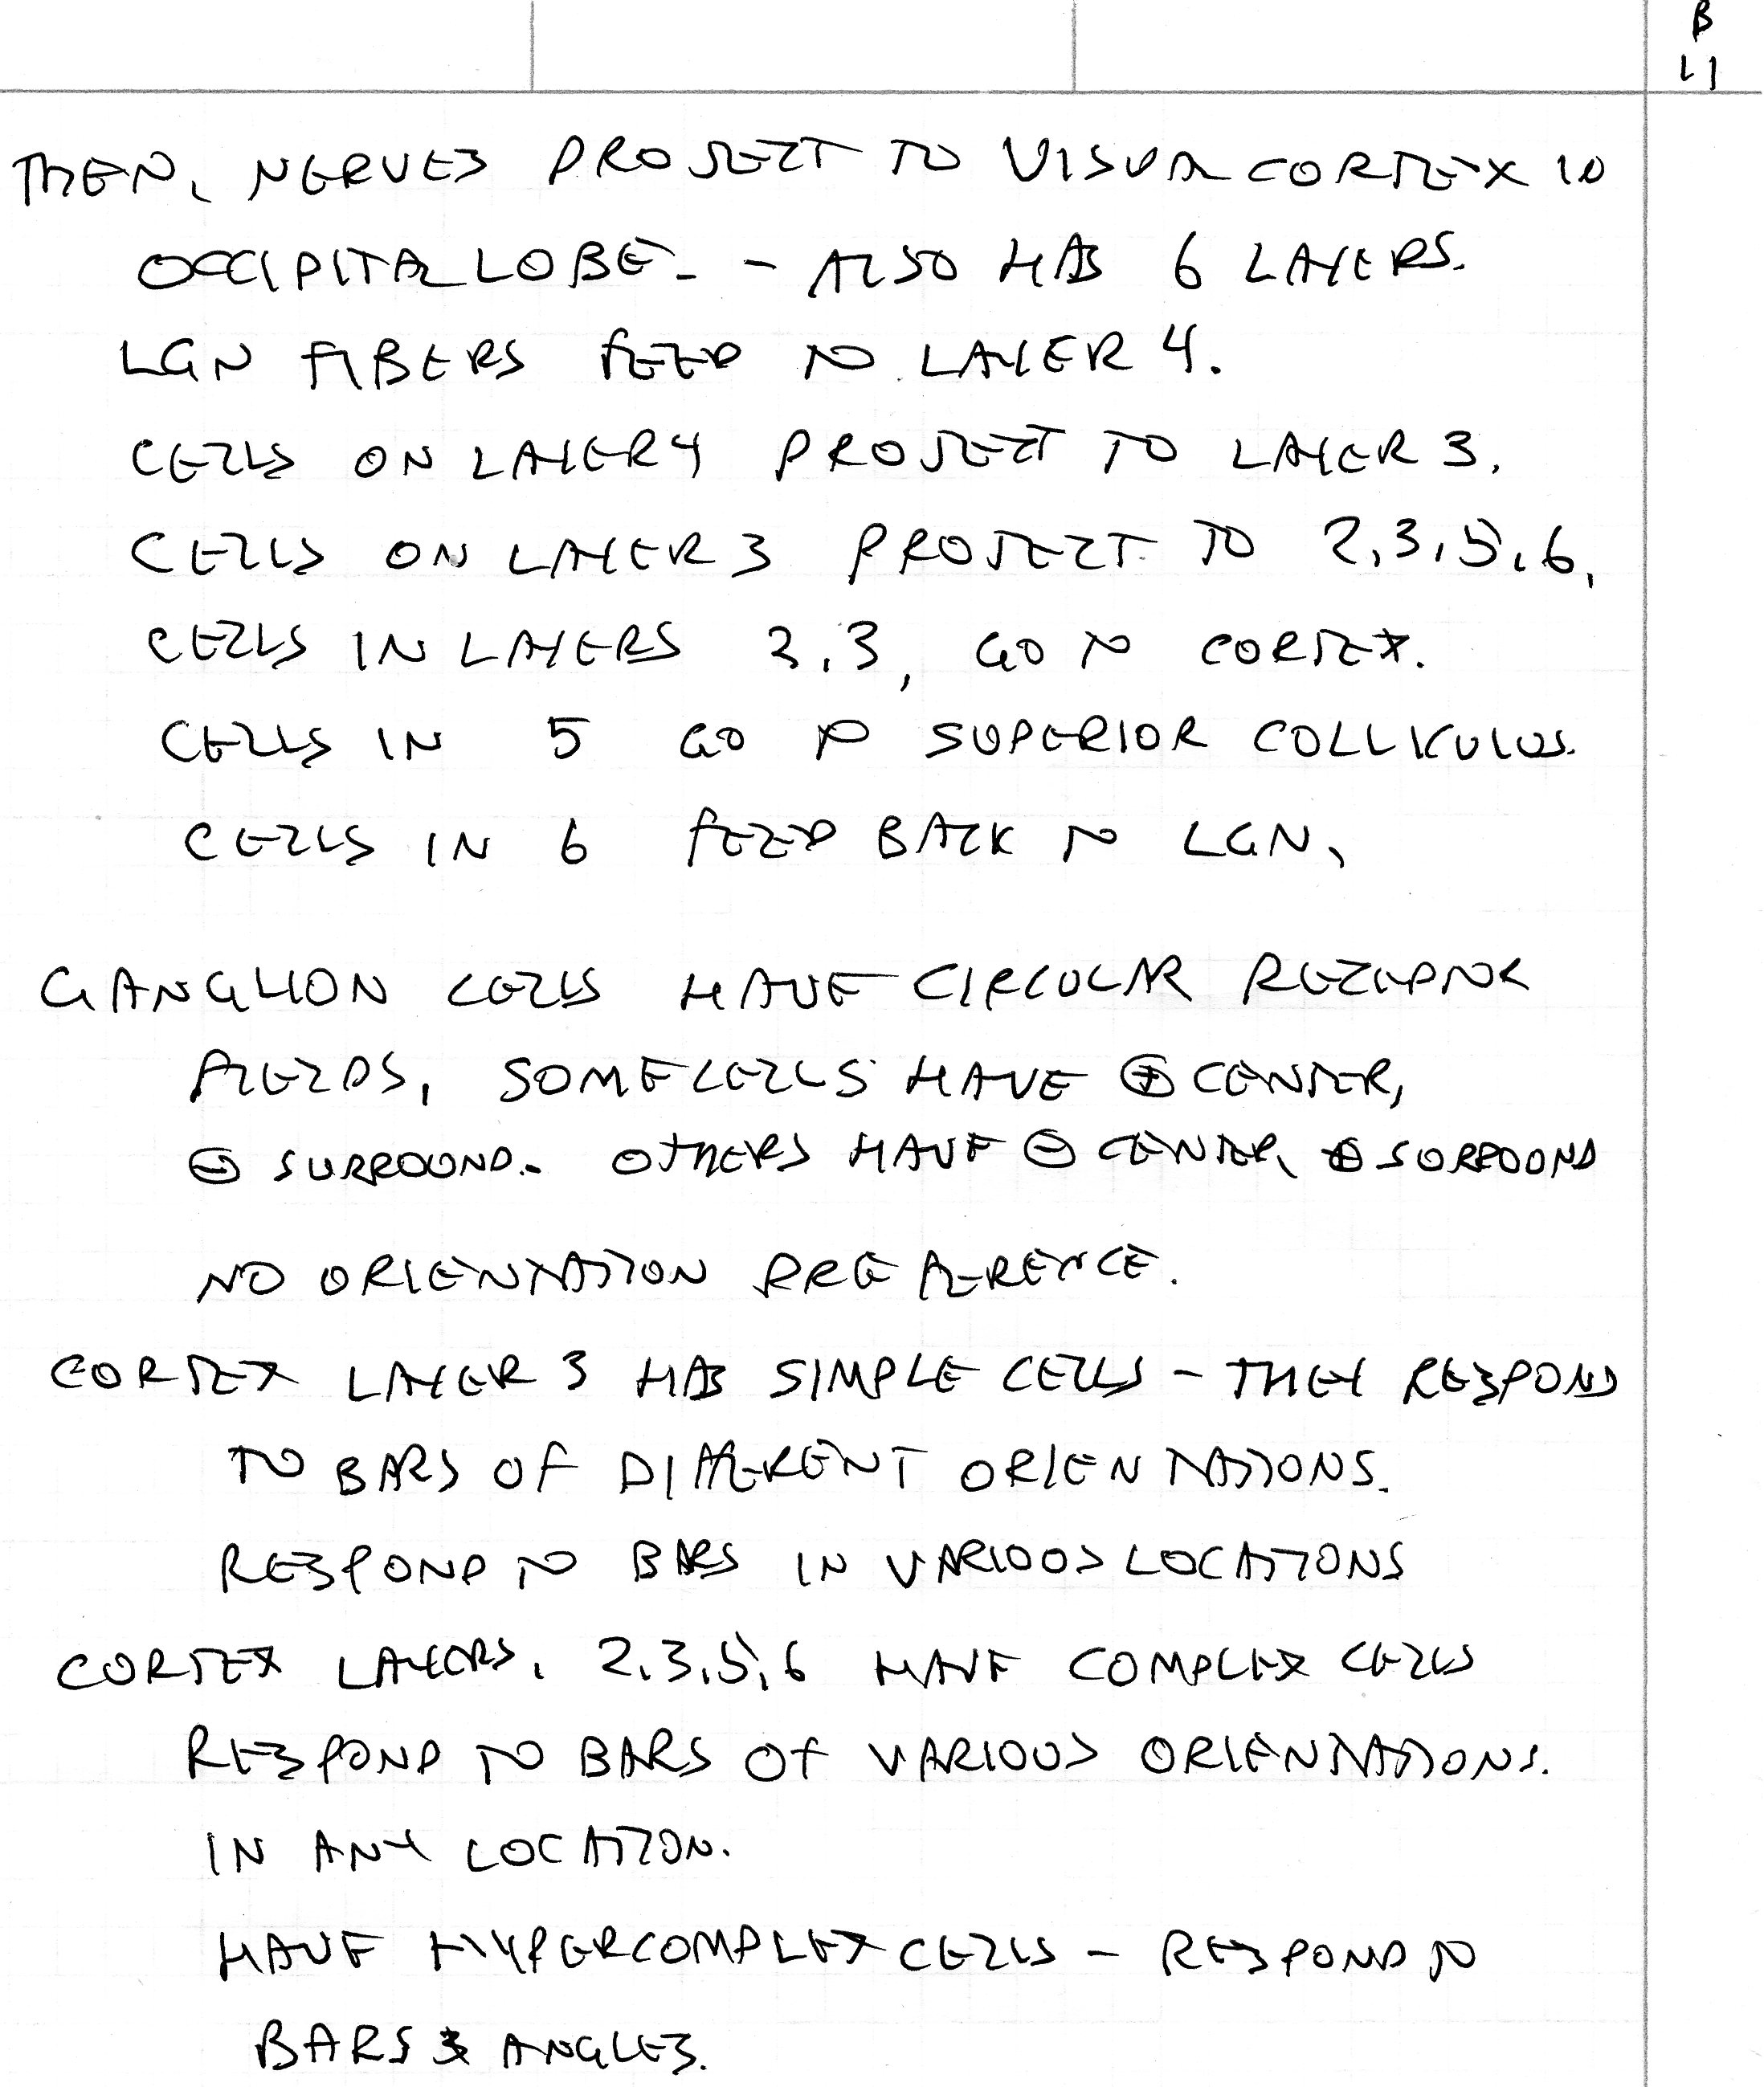 B
L1
THEN, NERVES PROJECT TO VISUAL CORTEX IN
OCCIPITAL LOBE. - ALSO HAS 6 LAYERS.
LGN FIBERS FEED TO LAYER 4.
CELLS ON LAYER 4 PROJECT TO LAYER 3.
CELLS ON LAYER 3 PROJECT TO 2,3,5,6.
CELLS IN LAYERS 2,3, GO TO CORTEX.
CELLS IN 5 GO TO SUPERIOR COLLICULUS.
CELLS IN 6 FEED BACK TO LGN.
GANGLION CELLS HAVE CIRCULAR RECEPTIVE
FIELDS, SOME CELLS HAVE ⊕ CENTER,
⊖ SURROUND. OTHERS HAVE ⊖ CENTER, ⊕ SURROUND
NO ORIENTATION PREFERENCE.
CORTEX LAYER 3 HAS SIMPLE CELLS - THEY RESPOND
TO BARS OF DIFFERENT ORIENTATIONS.
RESPOND TO BARS IN VARIOUS LOCATIONS
CORTEX LAYERS, 2,3,5,6 HAVE COMPLEX CELLS
RESPOND TO BARS OF VARIOUS ORIENTATIONS.
IN ANY LOCATION.
HAVE HYPERCOMPLEX CELLS - RESPOND TO
BARS & ANGLES.